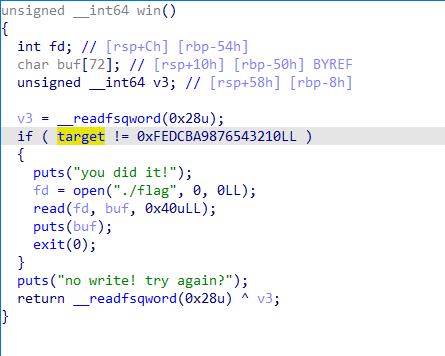 unsigned __int64 win()
{
  int fd; // [rsp+Ch] [rbp-54h]
  char buf[72]; // [rsp+10h] [rbp-50h] BYREF
  unsigned __int64 v3; // [rsp+58h] [rbp-8h]

  v3 = __readfsqword(0x28u);
  if ( target != 0xFEDCBA9876543210LL )
  {
    puts("you did it!");
    fd = open("./flag", 0, 0LL);
    read(fd, buf, 0x40uLL);
    puts(buf);
    exit(0);
  }
  puts("no write! try again?");
  return __readfsqword(0x28u) ^ v3;
}